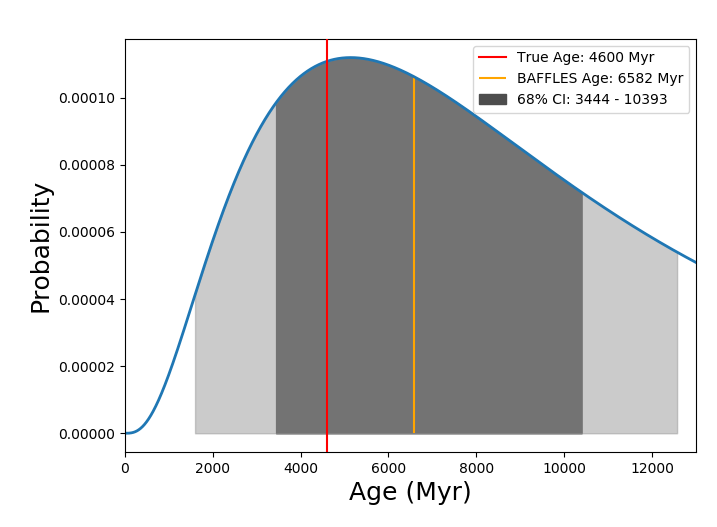 True Age: 4600 Myr
BAFFLES Age: 6582 Myr
68% CI: 3444 - 10393
Probability
0.00010
0.00008
0.00006
0.00004
0.00002
0.00000
0 2000 4000 6000 8000 10000 12000
Age (Myr)